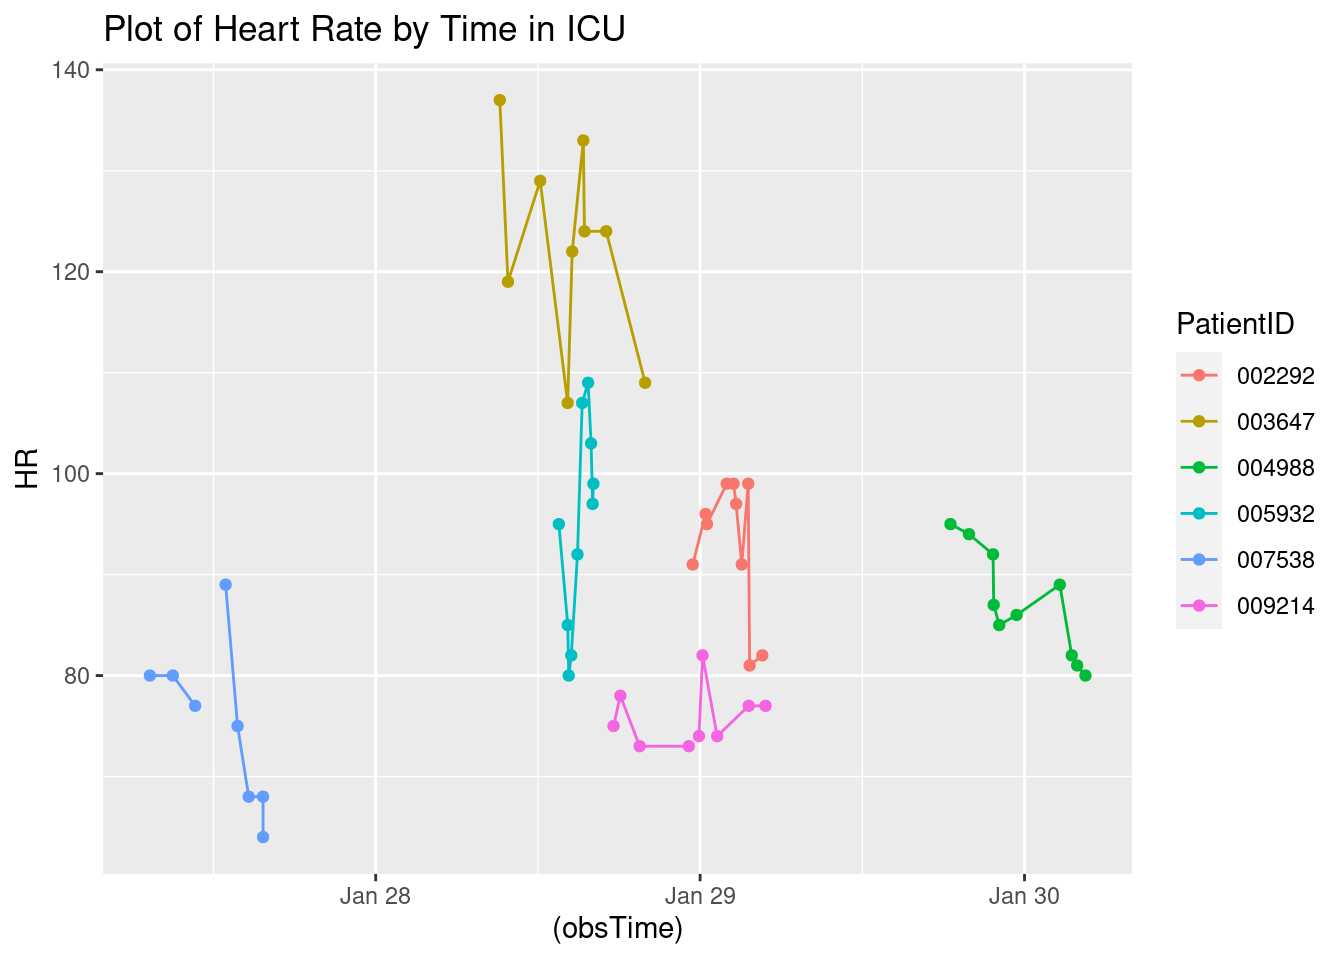 Plot of Heart Rate by Time in ICU
140
120
100
80
HR
Jan 28
Jan 29
Jan 30
(obsTime)
PatientID
002292
003647
004988
005932
007538
009214